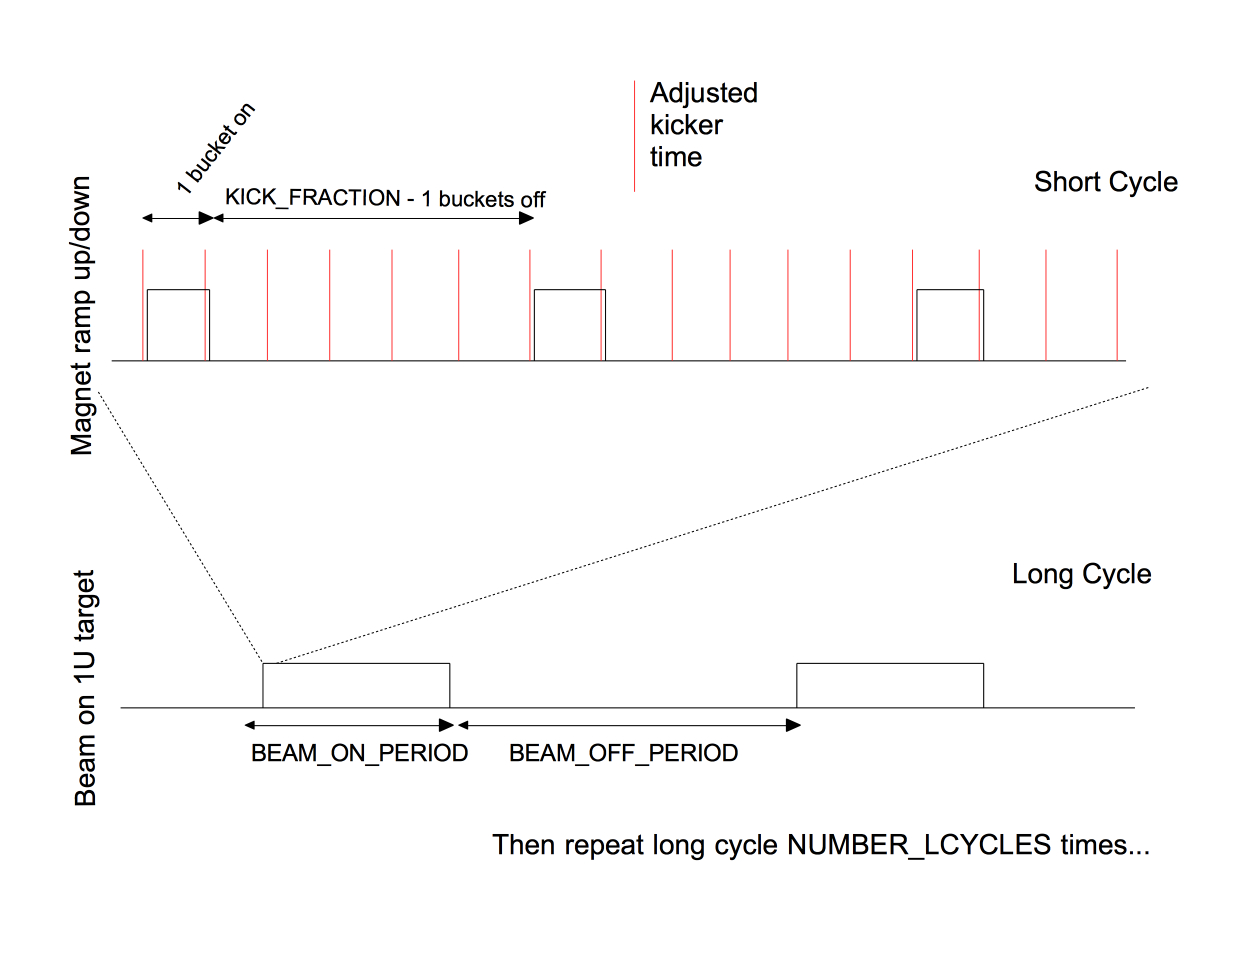 Adjusted
kicker
time
Short Cycle
1 bucket on
KICK_FRACTION - 1 buckets off
Magnet ramp up/down
Long Cycle
Beam on 1U target
BEAM_ON_PERIOD
BEAM_OFF_PERIOD
Then repeat long cycle NUMBER_LCYCLES times...